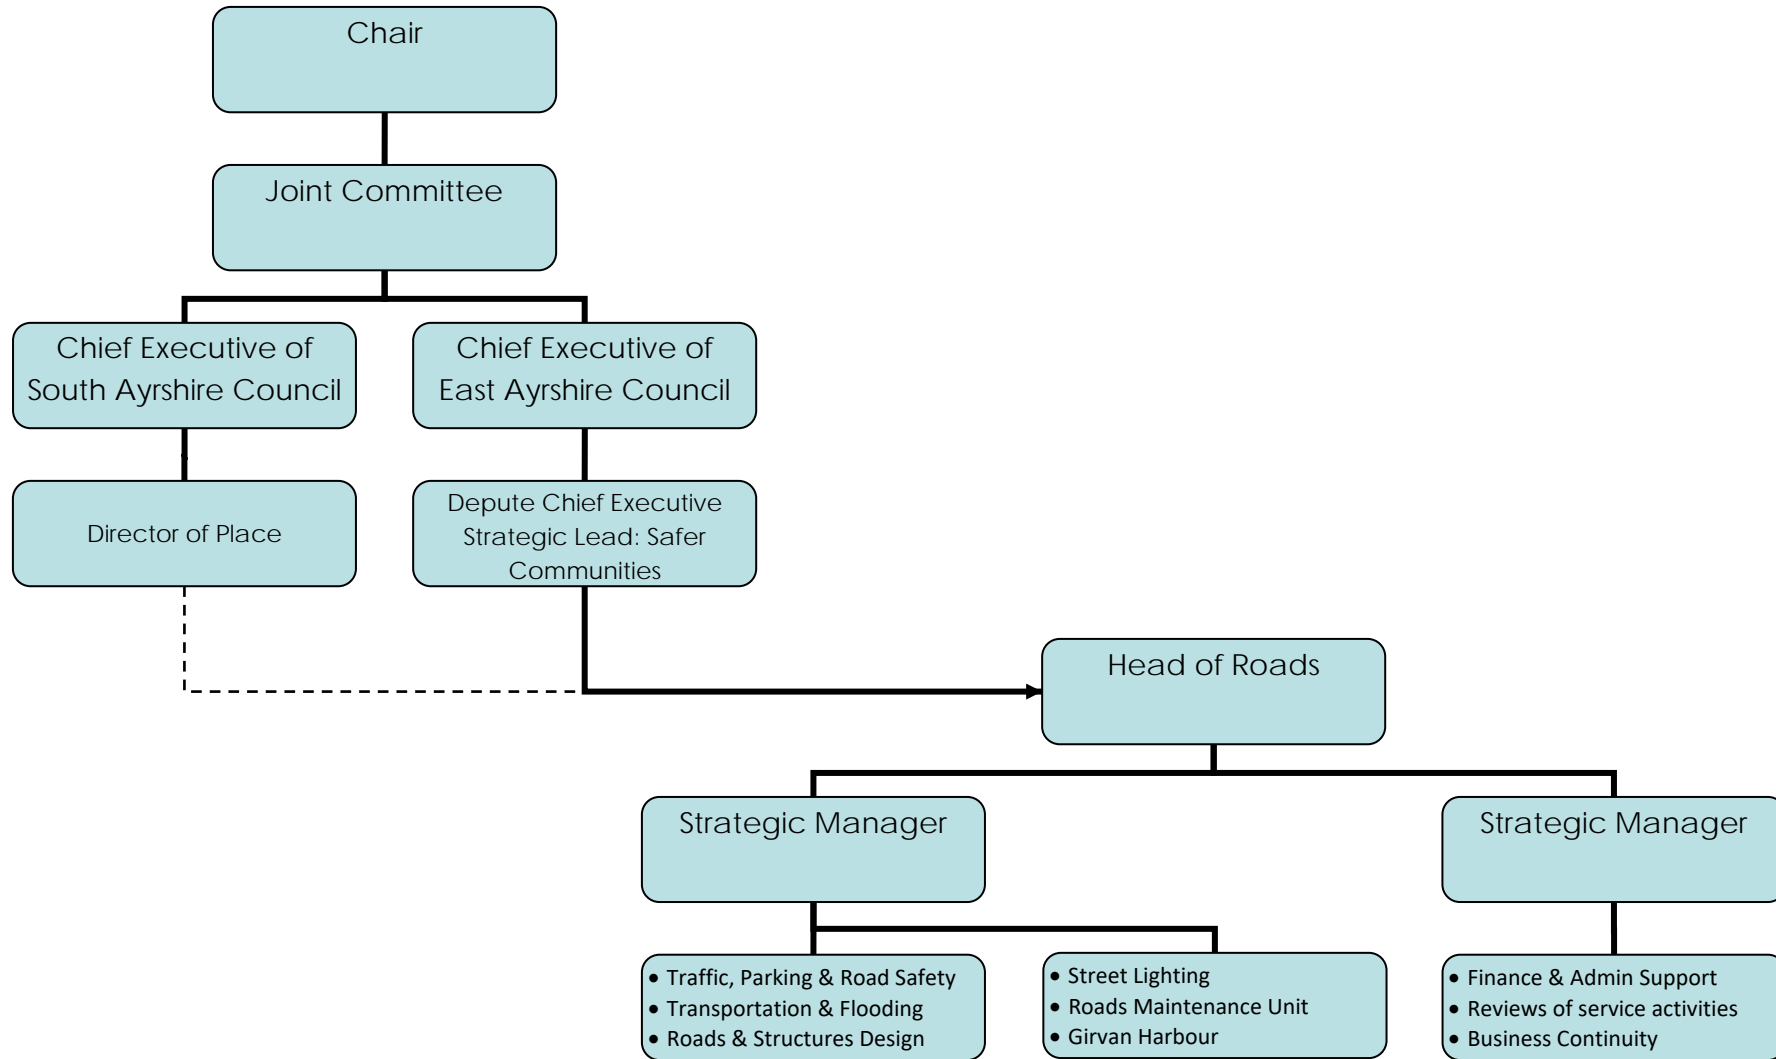 Chair
Joint Committee
Chief Executive of
South Ayrshire Council
Chief Executive of
East Ayrshire Council
Director of Place
Depute Chief Executive
Strategic Lead: Safer
Communities
Head of Roads
Strategic Manager
Strategic Manager
• Traffic, Parking & Road Safety
• Transportation & Flooding
• Roads & Structures Design
• Street Lighting
• Roads Maintenance Unit
• Girvan Harbour
• Finance & Admin Support
• Reviews of service activities
• Business Continuity